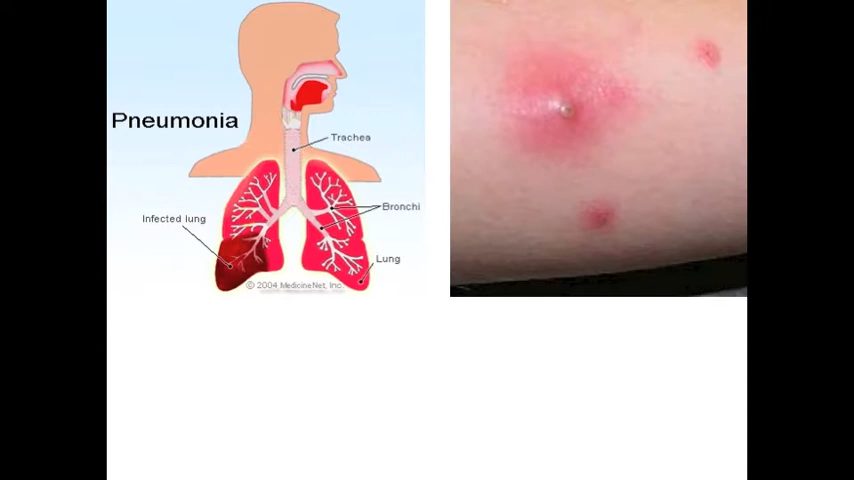 Pneumonia
Trachea
Bronchi
Infected lung
Lung
© 2004 MedicineNet, Inc.